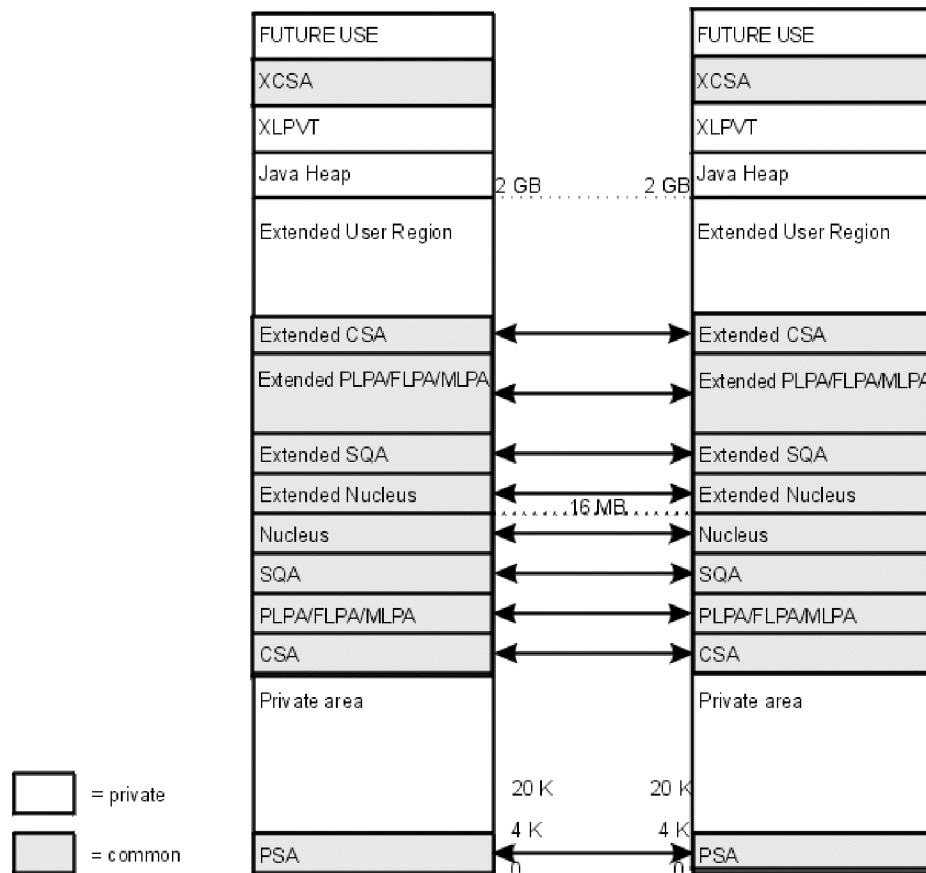 FUTURE USE FUTURE USE
XCSA XCSA
XLPVT XLPVT
Java Heap Java Heap
2 GB 2 GB
Extended User Region Extended User Region
Extended CSA Extended CSA
Extended PLPA/FLPA/MLPA Extended PLPA/FLPA/MLPA
Extended SQA Extended SQA
Extended Nucleus Extended Nucleus
16 MB
Nucleus Nucleus
SQA SQA
PLPA/FLPA/MLPA PLPA/FLPA/MLPA
CSA CSA
Private area Private area
20 K 20 K
= private
4 K 4 K
= common PSA PSA
0 0